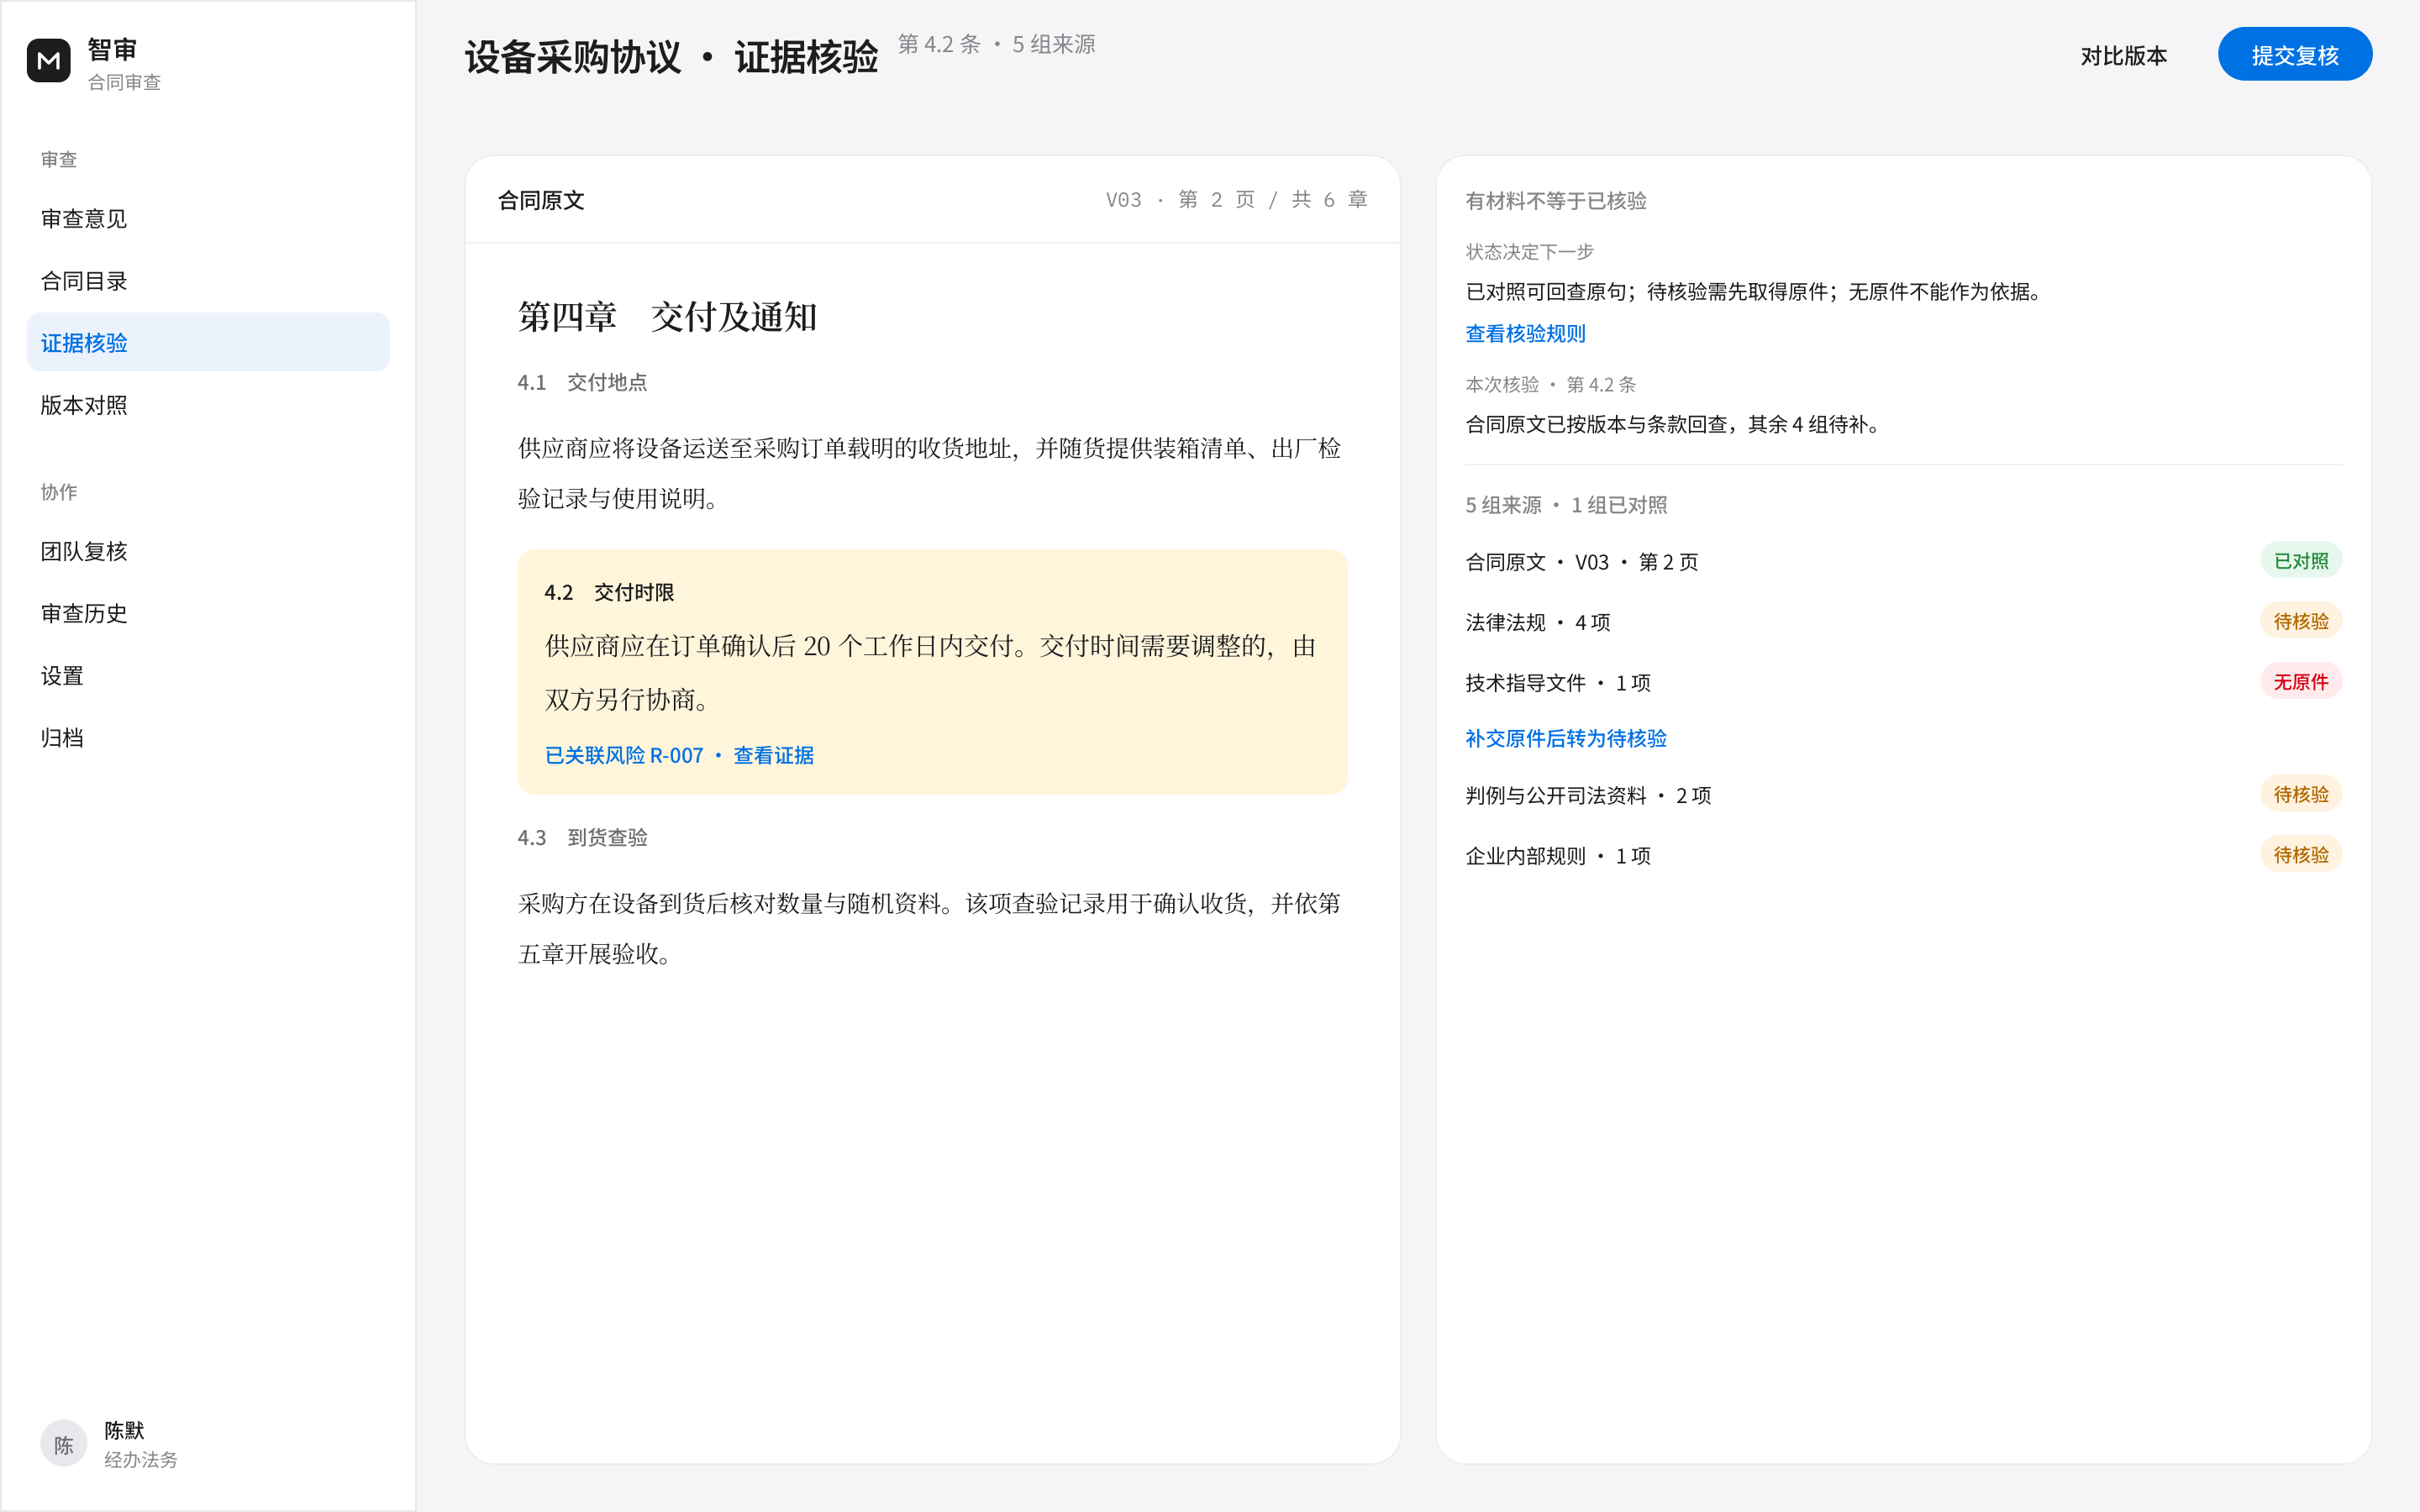 智审
合同审查
审查
审查意见
合同目录
证据核验
版本对照
协作
团队复核
审查历史
设置
归档
陈
陈默
经办法务
设备采购协议 · 证据核验
第 4.2 条 · 5 组来源
对比版本
提交复核
合同原文
V03 · 第 2 页 / 共 6 章
第四章　交付及通知
4.1　交付地点
供应商应将设备运送至采购订单载明的收货地址，并随货提供装箱清单、出厂检
验记录与使用说明。
4.2　交付时限
供应商应在订单确认后 20 个工作日内交付。交付时间需要调整的，由
双方另行协商。
已关联风险 R-007 · 查看证据
4.3　到货查验
采购方在设备到货后核对数量与随机资料。该项查验记录用于确认收货，并依第
五章开展验收。
有材料不等于已核验
状态决定下一步
已对照可回查原句；待核验需先取得原件；无原件不能作为依据。
查看核验规则
本次核验 · 第 4.2 条
合同原文已按版本与条款回查，其余 4 组待补。
5 组来源 · 1 组已对照
合同原文 · V03 · 第 2 页
已对照
法律法规 · 4 项
待核验
技术指导文件 · 1 项
无原件
补交原件后转为待核验
判例与公开司法资料 · 2 项
待核验
企业内部规则 · 1 项
待核验